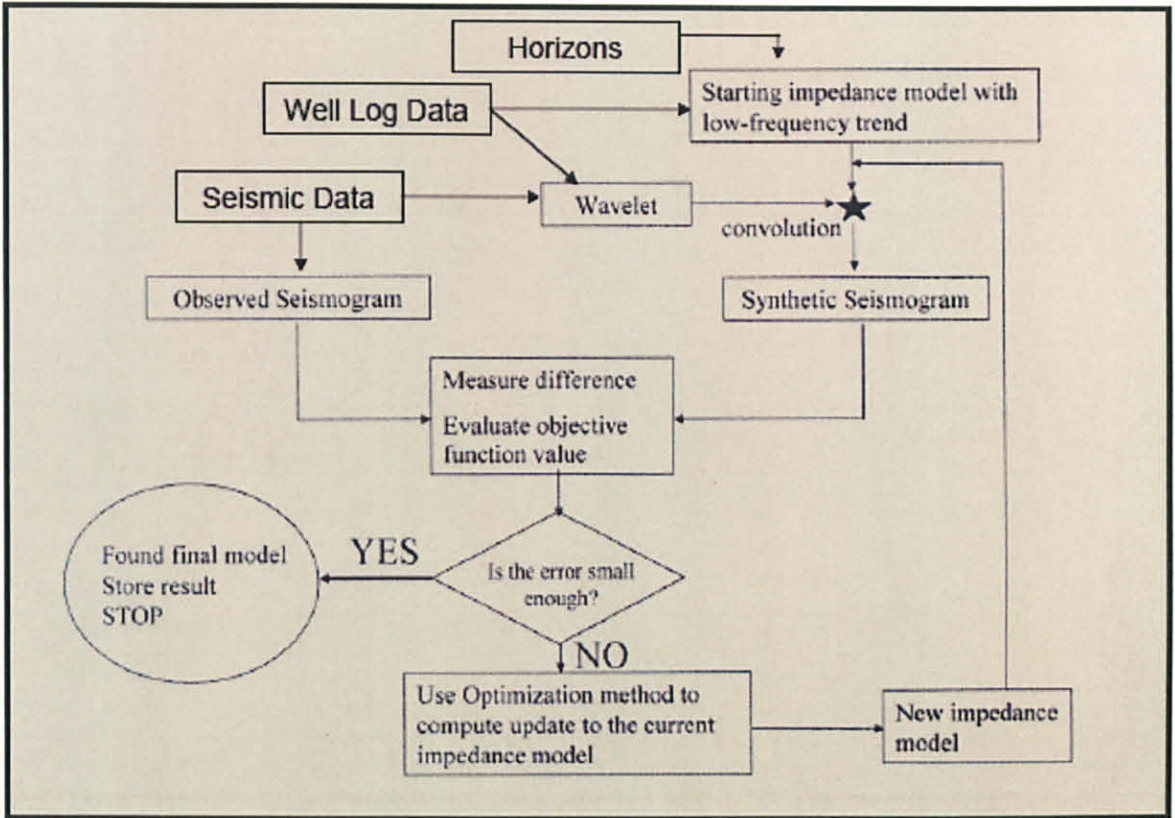 Horizons
Starting impedance model with
low-frequency trend
Well Log Data
Seismic Data
Wavelet
convolution
Observed Seismogram
Synthetic Seismogram
Measure difference
Evaluate objective
function value
Is the error small
enough?
YES
Found final model
Store result
STOP
NO
Use Optimization method to
compute update to the current
impedance model
New impedance
model